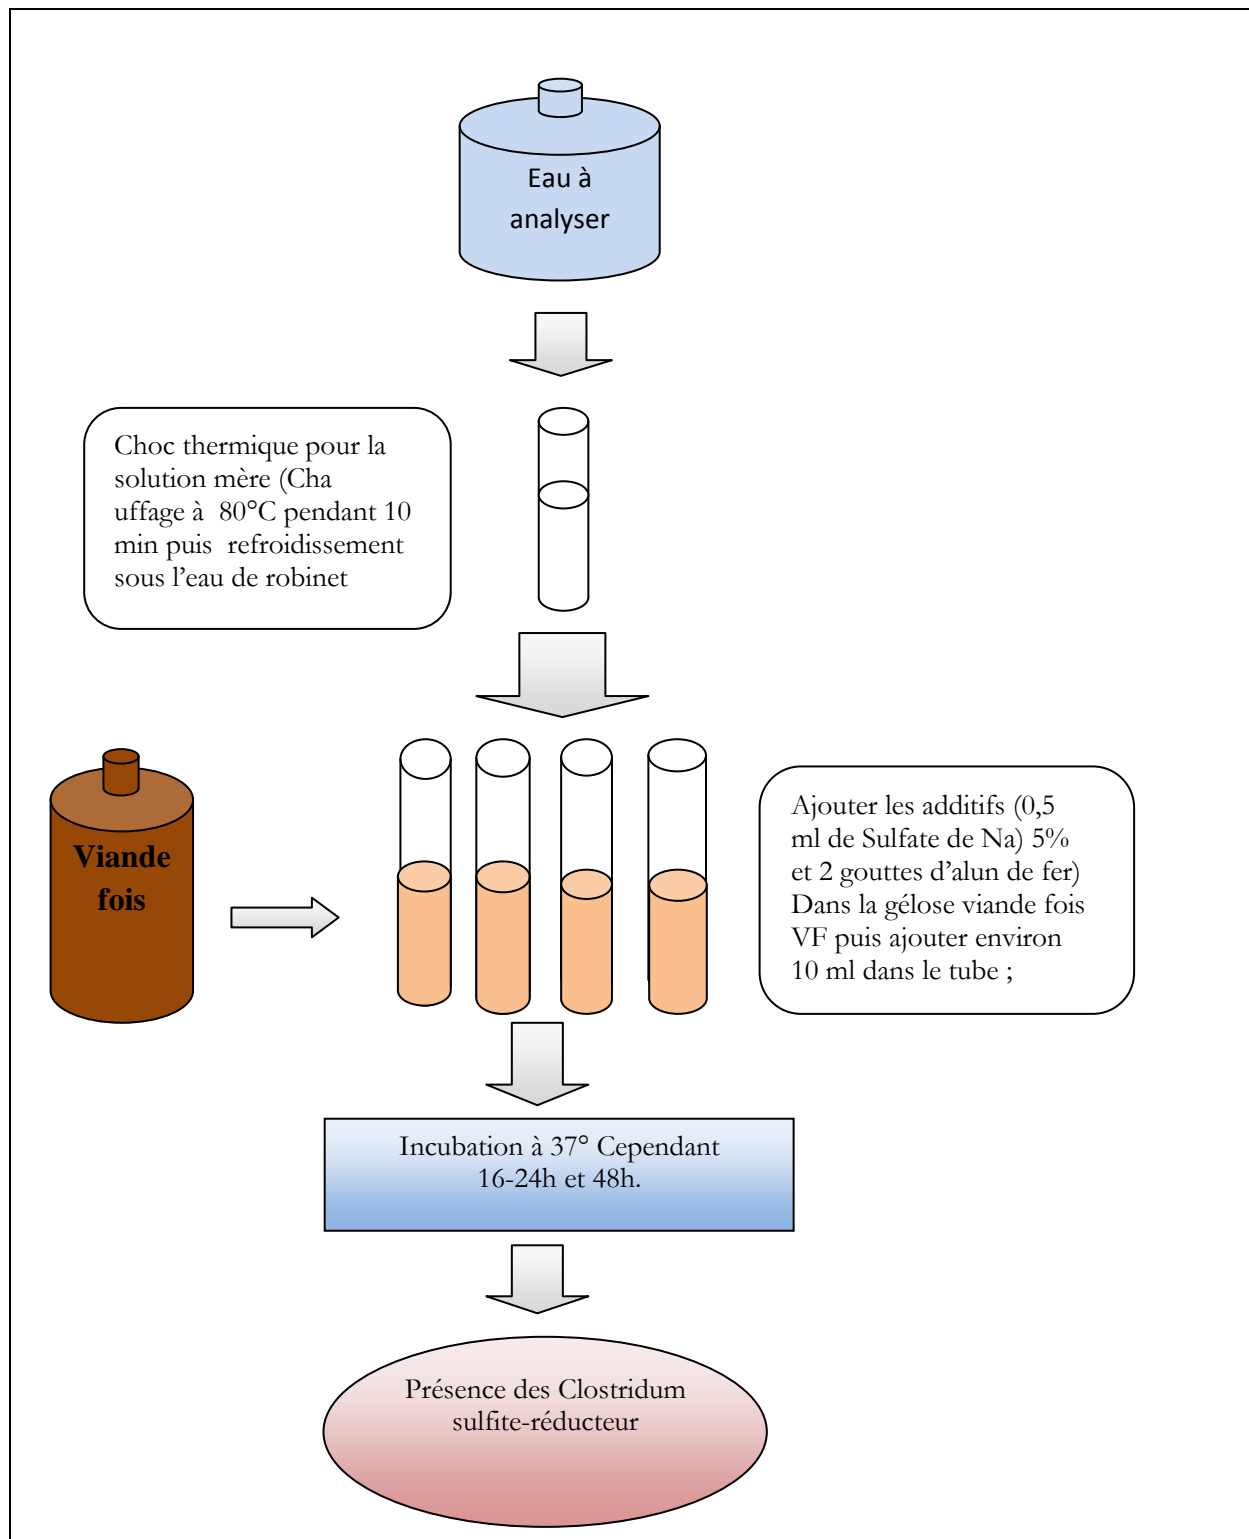 Eau à
analyser
Choc thermique pour la
solution mère (Cha
uffage à 80°C pendant 10
min puis refroidissement
sous l’eau de robinet
Viande
fois
Ajouter les additifs (0,5
ml de Sulfate de Na) 5%
et 2 gouttes d’alun de fer)
Dans la gélose viande fois
VF puis ajouter environ
10 ml dans le tube ;
Incubation à 37° Cependant
16-24h et 48h.
Présence des Clostridum
sulfite-réducteur